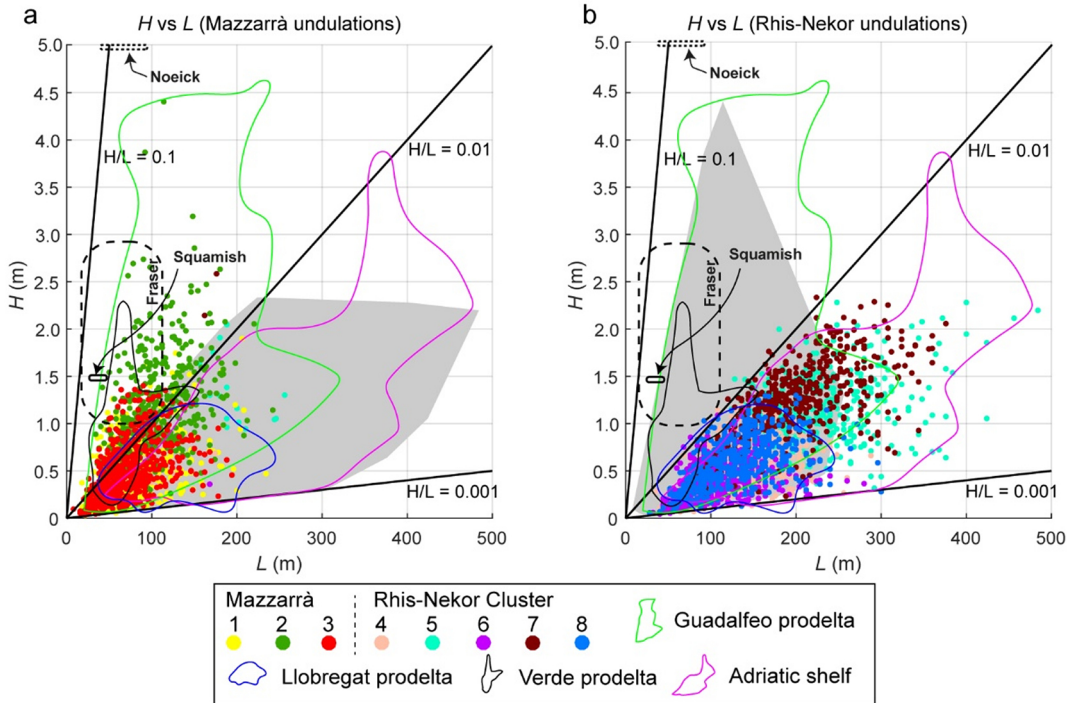 a
H vs L (Mazzarrà undulations)
5.0
4.5
4.0
3.5
3.0
2.5
2.0
1.5
1.0
0.5
0
H (m)
Noeick
H/L = 0.1
H/L = 0.01
Squamish
Fraser
H/L = 0.001
0 100 200 300 400 500
L (m)
b
H vs L (Rhis-Nekor undulations)
5.0
4.5
4.0
3.5
3.0
2.5
2.0
1.5
1.0
0.5
0
H (m)
Noeick
H/L = 0.1
H/L = 0.01
Squamish
Fraser
H/L = 0.001
0 100 200 300 400 500
L (m)
Mazzarrà
Rhis-Nekor Cluster
1 2 3 4 5 6 7 8
Guadalfeo prodelta
Llobregat prodelta
Verde prodelta
Adriatic shelf